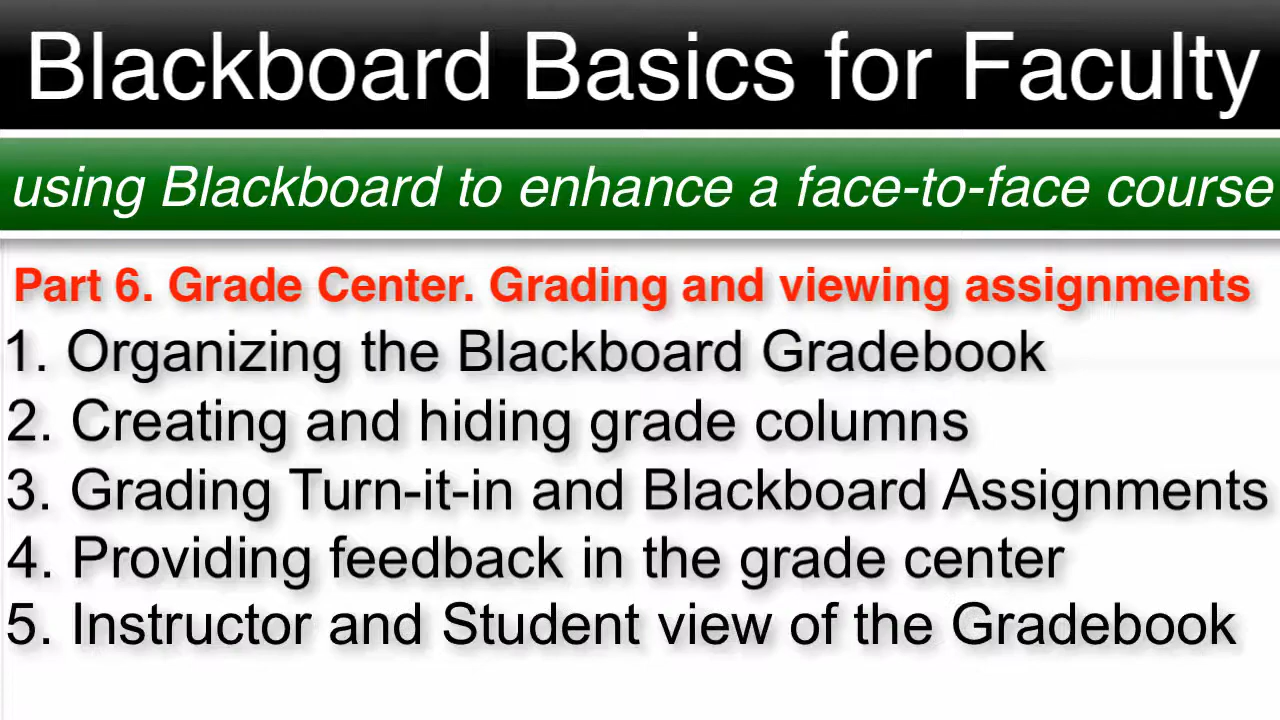 Blackboard Basics for Faculty
using Blackboard to enhance a face-to-face course
Part 6. Grade Center. Grading and viewing assignments
1. Organizing the Blackboard Gradebook
2. Creating and hiding grade columns
3. Grading Turn-it-in and Blackboard Assignments
4. Providing feedback in the grade center
5. Instructor and Student view of the Gradebook